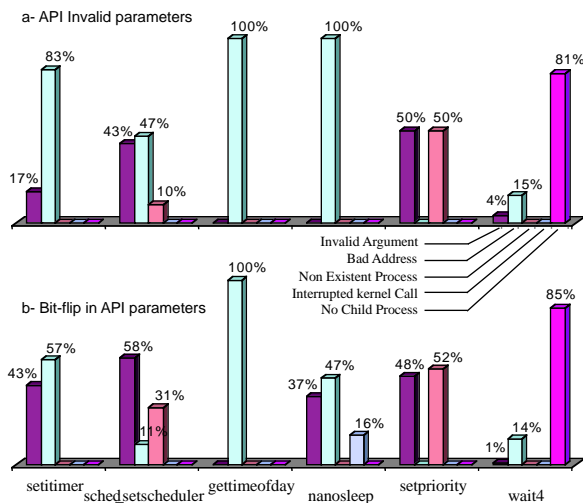 a- API Invalid parameters
17%
83%
43%
47%
10%
100%
100%
50%
50%
4%
15%
81%
Invalid Argument
Bad Address
Non Existent Process
Interrupted kernel Call
No Child Process
b- Bit-flip in API parameters
43%
57%
58%
11%
31%
100%
37%
47%
16%
48%
52%
1%
14%
85%
setitimer
sched_setscheduler
gettimeofday
nanosleep
setpriority
wait4